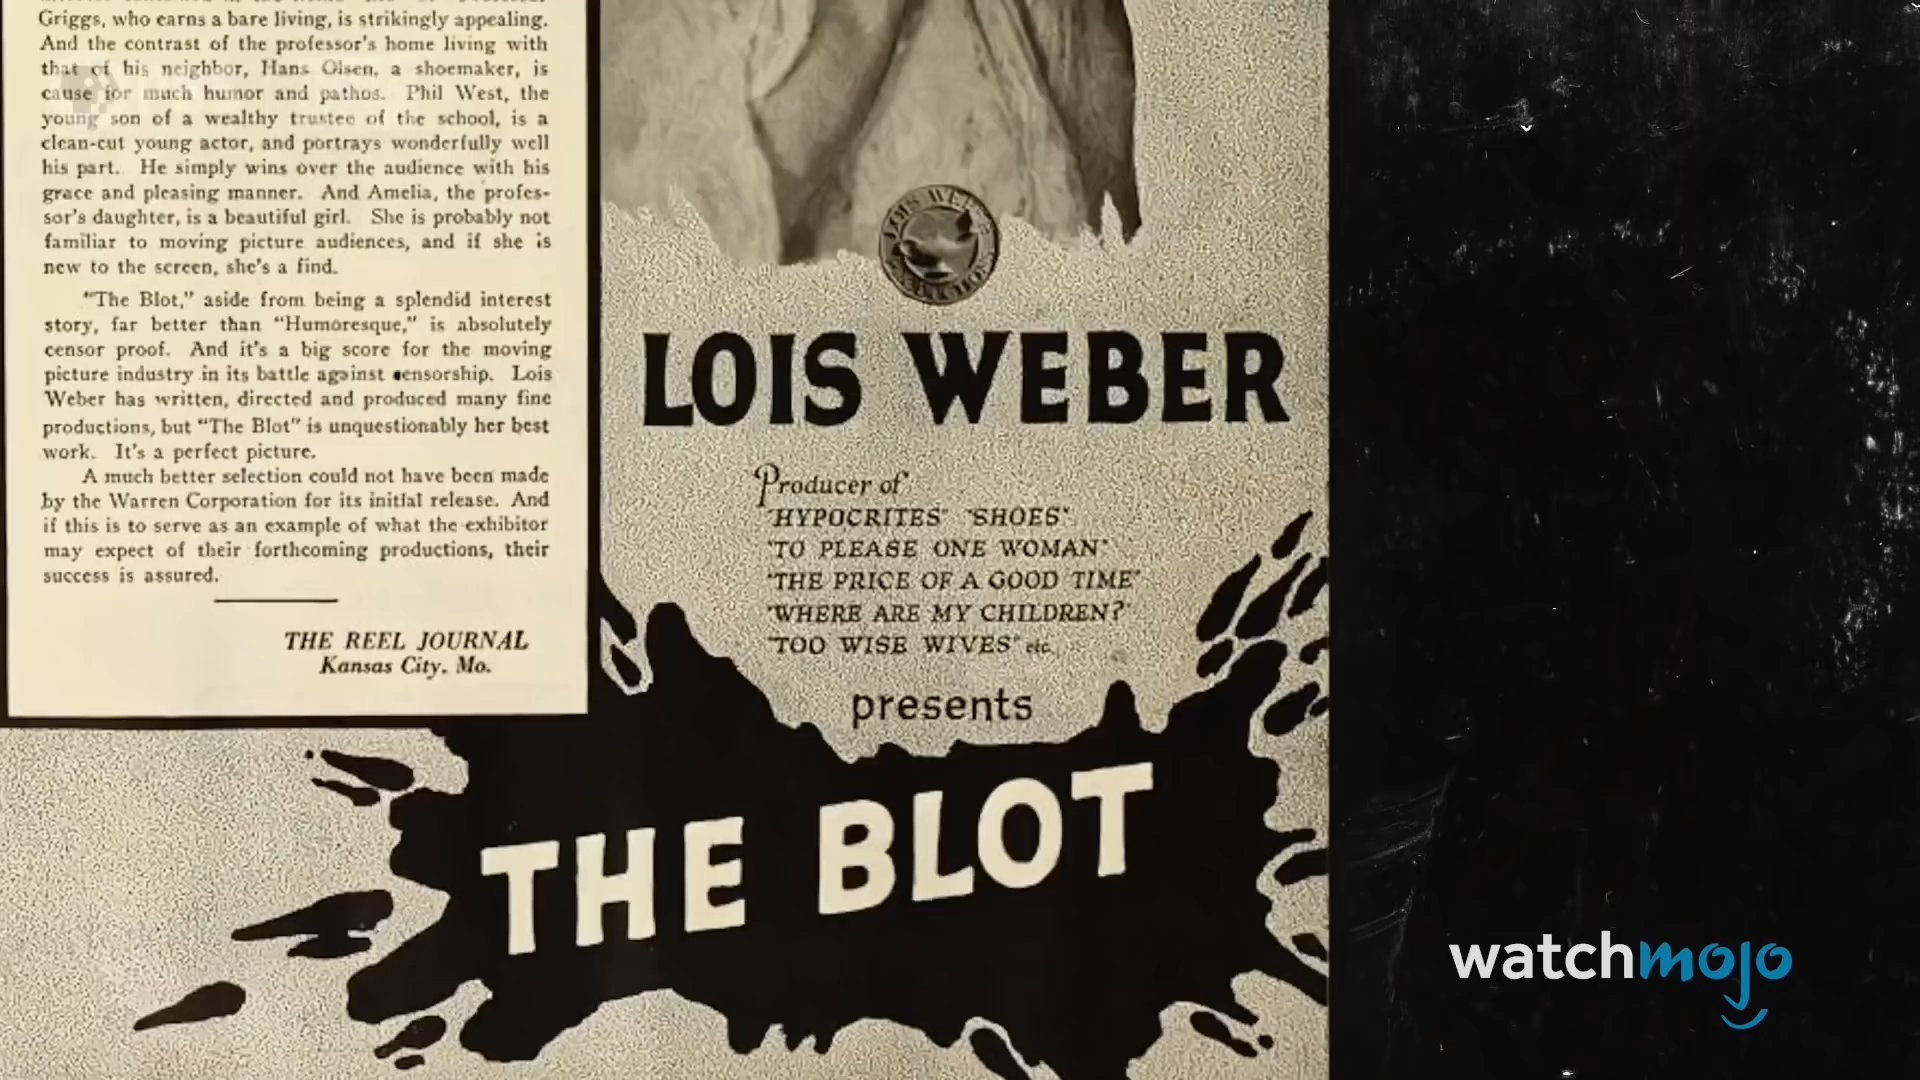 Griggs, who earns a bare living, is strikingly appealing.
And the contrast of the professor's home living with
that of his neighbor, Hans Olsen, a shoemaker, is
cause for much humor and pathos. Phil West, the
young son of a wealthy trustee of the school, is a
clean-cut young actor, and portrays wonderfully well
his part. He simply wins over the audience with his
grace and pleasing manner. And Amelia, the profes-
sor's daughter, is a beautiful girl. She is probably not
familiar to moving picture audiences, and if she is
new to the screen, she's a find.
"The Blot," aside from being a splendid interest
story, far better than "Humoresque," is absolutely
censor proof. And it's a big score for the moving
picture industry in its battle against censorship. Lois
Weber has written, directed and produced many fine
productions, but "The Blot" is unquestionably her best
work. It's a perfect picture.
A much better selection could not have been made
by the Warren Corporation for its initial release. And
if this is to serve as an example of what the exhibitor
may expect of their forthcoming productions, their
success is assured.
THE REEL JOURNAL
Kansas City, Mo.
LOIS WEBER
LOIS WEBER
Producer of
"HYPOCRITES" "SHOES"
"TO PLEASE ONE WOMAN"
"THE PRICE OF A GOOD TIME"
"WHERE ARE MY CHILDREN?"
"TOO WISE WIVES" etc.
presents
THE BLOT
watchmojo